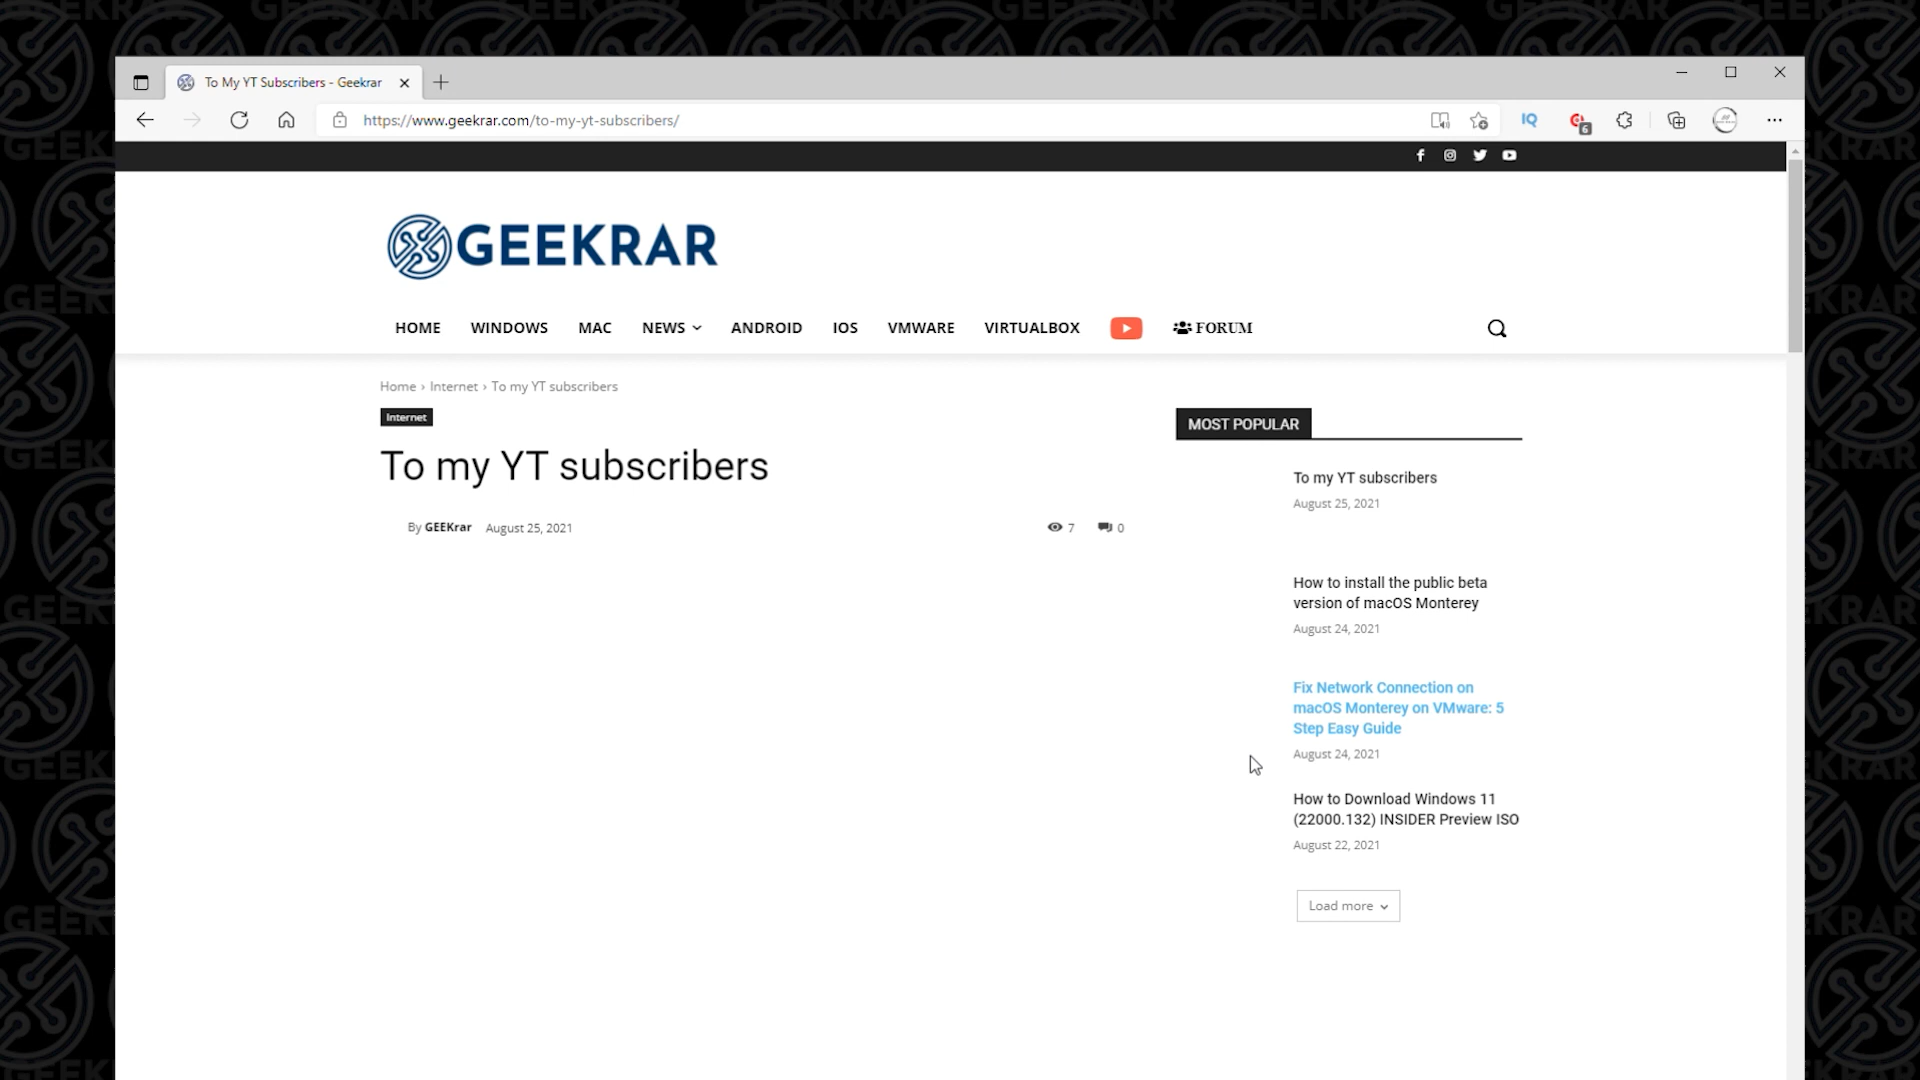 To My YT Subscribers - Geekrar
https://www.geekrar.com/to-my-yt-subscribers/
IQ
6
GEEKRAR
HOME WINDOWS MAC NEWS ANDROID IOS VMWARE VIRTUALBOX FORUM
Home › Internet › To my YT subscribers
Internet
To my YT subscribers
By GEEKrar August 25, 2021 7 0
MOST POPULAR
To my YT subscribers
August 25, 2021
How to install the public beta
version of macOS Monterey
August 24, 2021
Fix Network Connection on
macOS Monterey on VMware: 5
Step Easy Guide
August 24, 2021
How to Download Windows 11
(22000.132) INSIDER Preview ISO
August 22, 2021
Load more